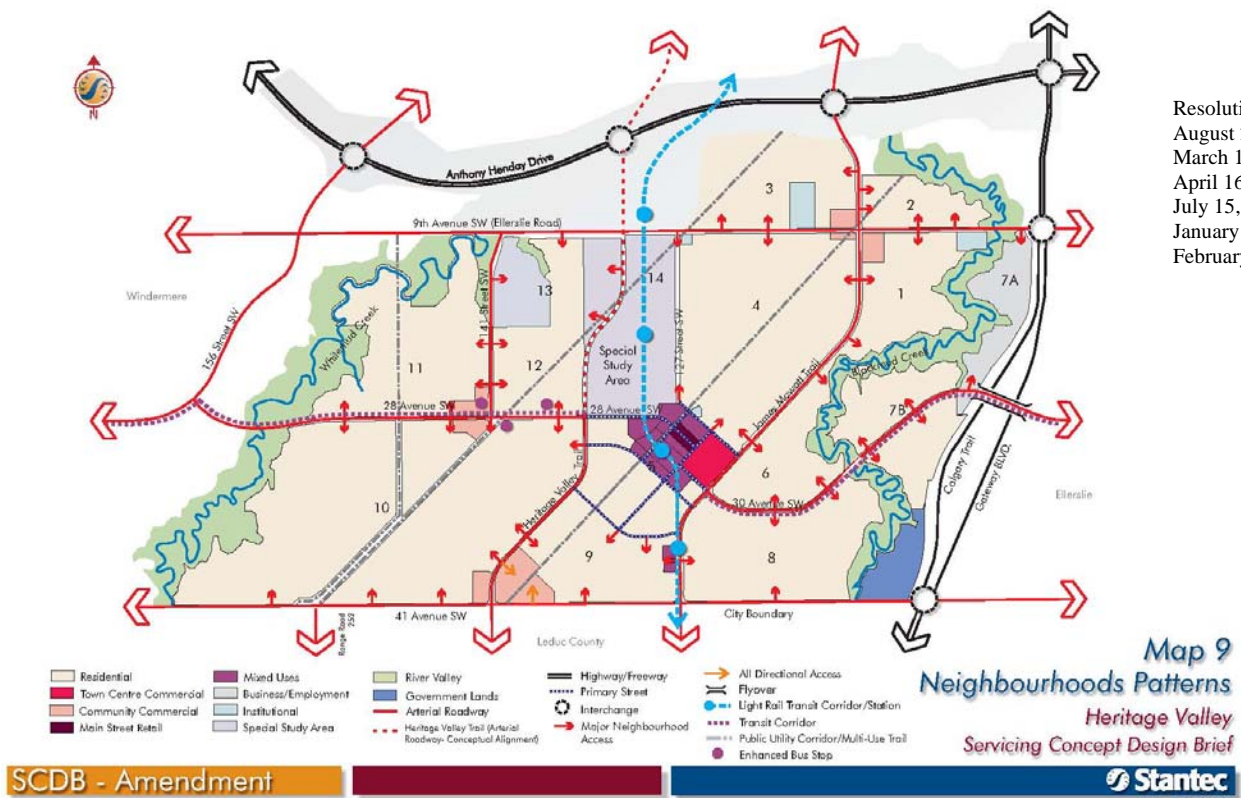 N
Anthony Henday Drive
Resoluti
August
March 1
April 16
July 15,
January
February
3
2
9th Avenue SW (Ellerslie Road)
Windermere
156 Street SW
Whitemud Creek
141 Street SW
13
14
127 Street SW
4
1
7A
11
12
Special
Study
Area
James Mowatt Trail
Blackmud Creek
28 Avenue SW
28 Avenue SW
7B
Heritage Valley Trail
6
30 Avenue SW
Calgary Trail
Gateway BLVD.
Ellerslie
10
9
8
41 Avenue SW
City Boundary
Range Road
252
Leduc County
Residential
Town Centre Commercial
Community Commercial
Main Street Retail
Mixed Uses
Business/Employment
Institutional
Special Study Area
River Valley
Government Lands
Arterial Roadway
Heritage Valley Trail (Arterial
Roadway- Conceptual Alignment)
Highway/Freeway
Primary Street
Interchange
Major Neighbourhood
Access
All Directional Access
Flyover
Light Rail Transit Corridor/Station
Transit Corridor
Public Utility Corridor/Multi-Use Trail
Enhanced Bus Stop
Map 9
Neighbourhoods Patterns
Heritage Valley
Servicing Concept Design Brief
SCDB - Amendment
Stantec